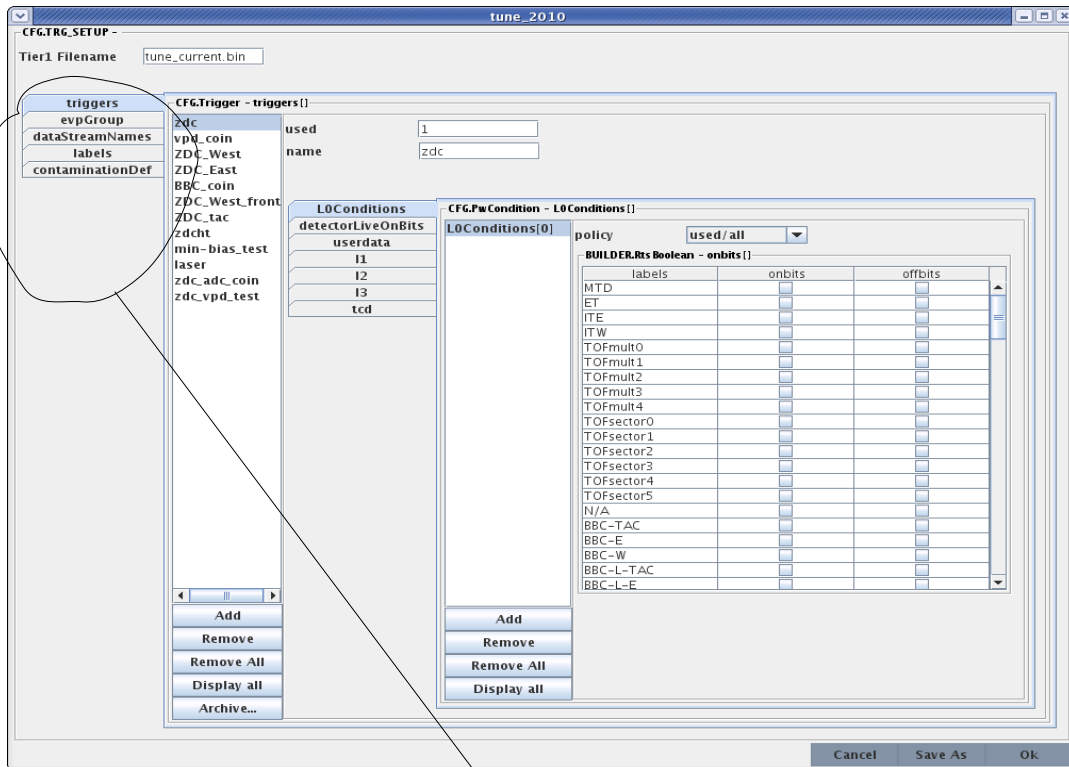 tune_2010
CFG.TRG_SETUP -
Tier1 Filename tune_current.bin
triggers
evpGroup
dataStreamNames
labels
contaminationDef
CFG.Trigger - triggers[]
zdc
vpd_coin
ZDC_West
ZDC_East
BBC_coin
ZDC_West_front
ZDC_tac
zdcht
min-bias_test
laser
zdc_adc_coin
zdc_vpd_test
Add
Remove
Remove All
Display all
Archive...
used 1
name zdc
L0Conditions
detectorLiveOnBits
userdata
l1
l2
l3
tcd
CFG.PwCondition - L0Conditions[]
L0Conditions[0]
Add
Remove
Remove All
Display all
policy used/all
BUILDER.Rts Boolean - onbits[]
labels onbits offbits
MTD
ET
ITE
ITW
TOFmult0
TOFmult1
TOFmult2
TOFmult3
TOFmult4
TOFsector0
TOFsector1
TOFsector2
TOFsector3
TOFsector4
TOFsector5
N/A
BBC-TAC
BBC-E
BBC-W
BBC-L-TAC
BBC-L-E
Cancel Save As Ok